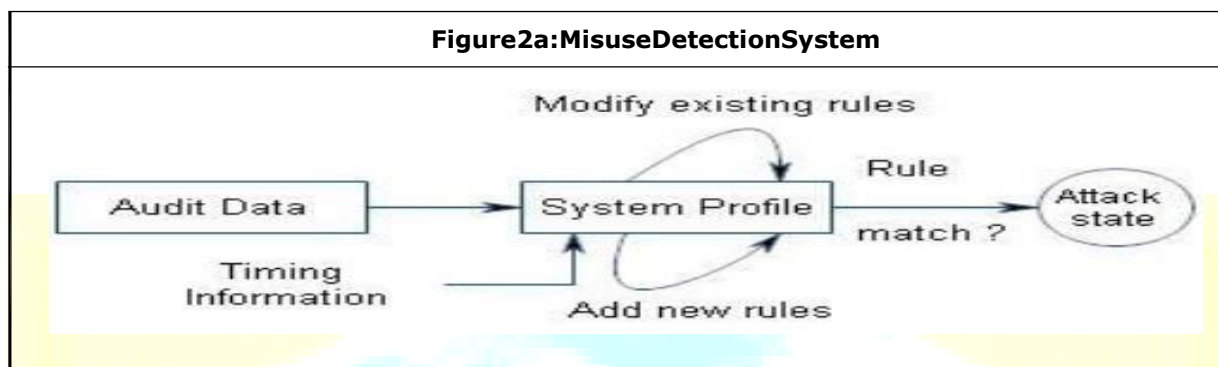 Figure2a:MisuseDetectionSystem
Modify existing rules
Audit Data
System Profile
Rule
match ?
Attack
state
Timing
Information
Add new rules